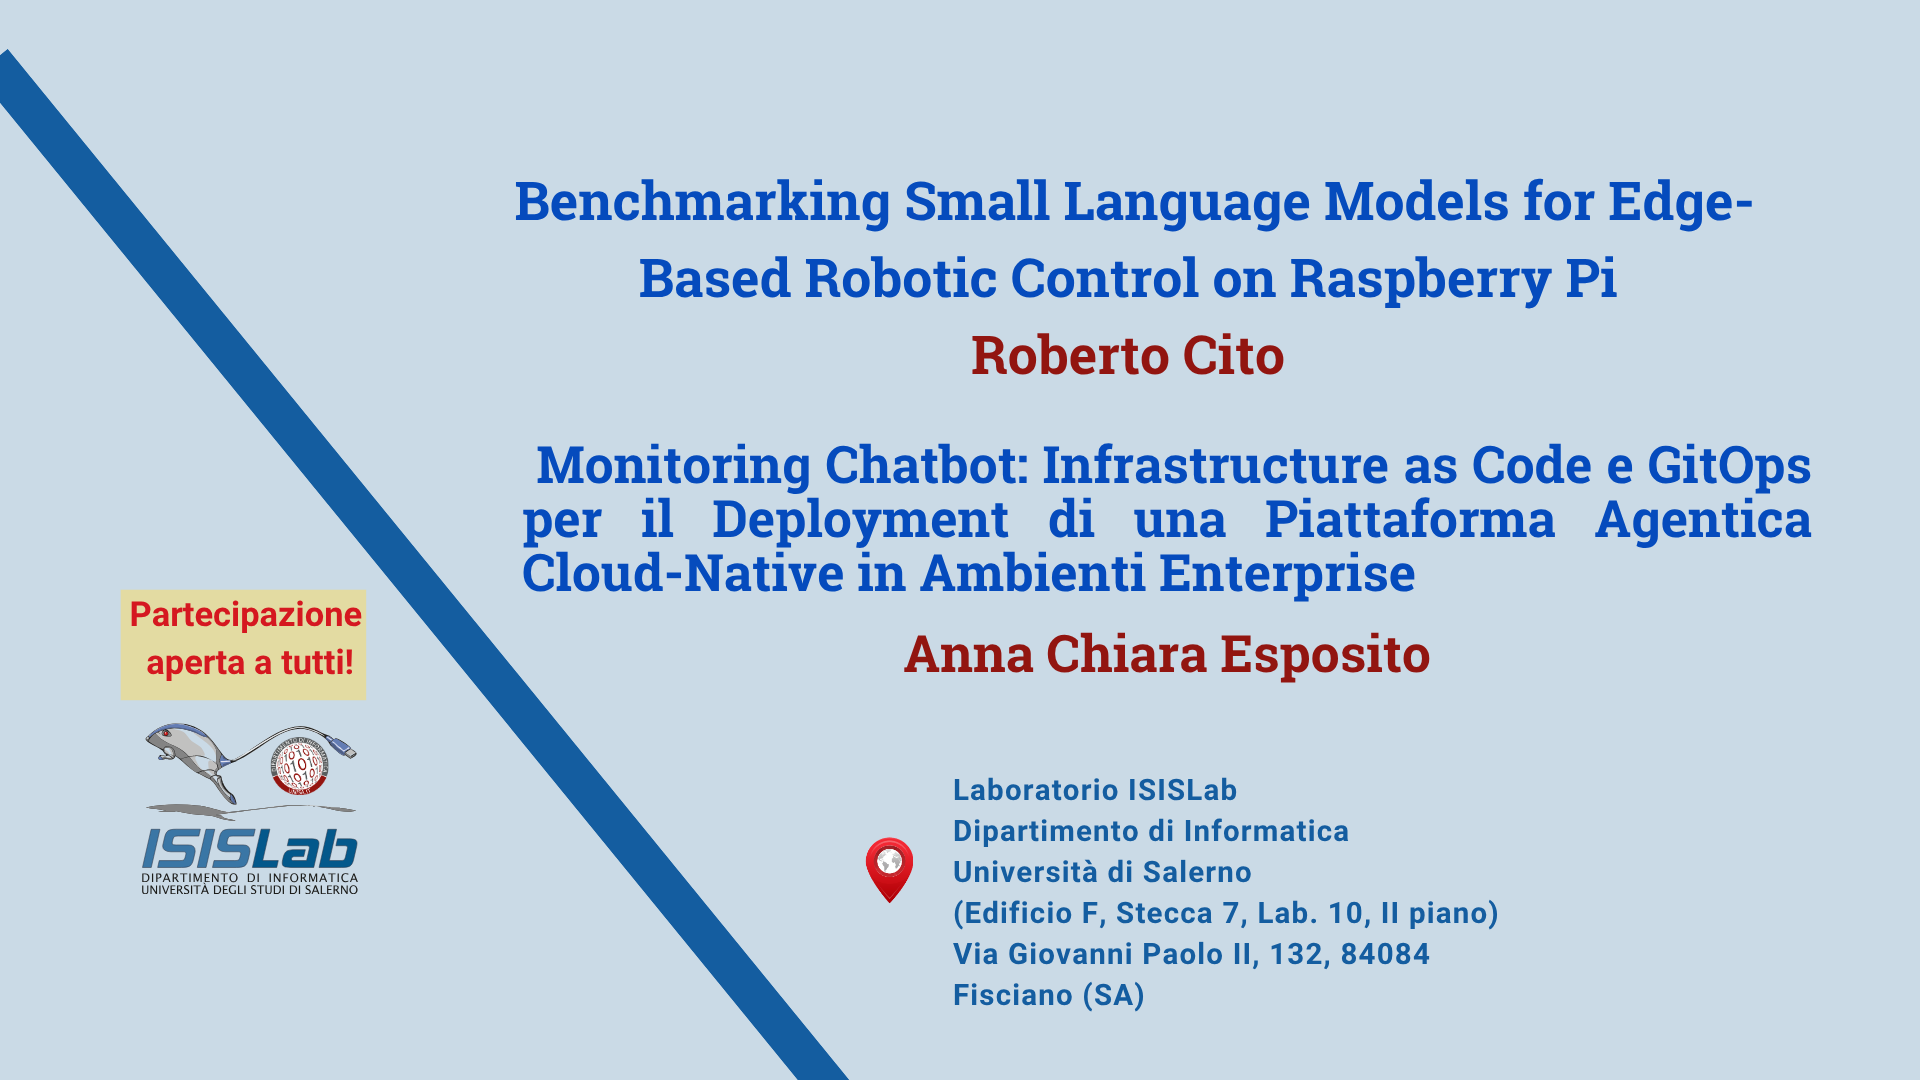 Benchmarking Small Language Models for Edge-
Based Robotic Control on Raspberry Pi
Roberto Cito
Monitoring Chatbot: Infrastructure as Code e GitOps
per il Deployment di una Piattaforma Agentica
Cloud-Native in Ambienti Enterprise
Anna Chiara Esposito
Partecipazione
aperta a tutti!
ISISLab
DIPARTIMENTO DI INFORMATICA
UNIVERSITÀ DEGLI STUDI DI SALERNO
Laboratorio ISISLab
Dipartimento di Informatica
Università di Salerno
(Edificio F, Stecca 7, Lab. 10, II piano)
Via Giovanni Paolo II, 132, 84084
Fisciano (SA)